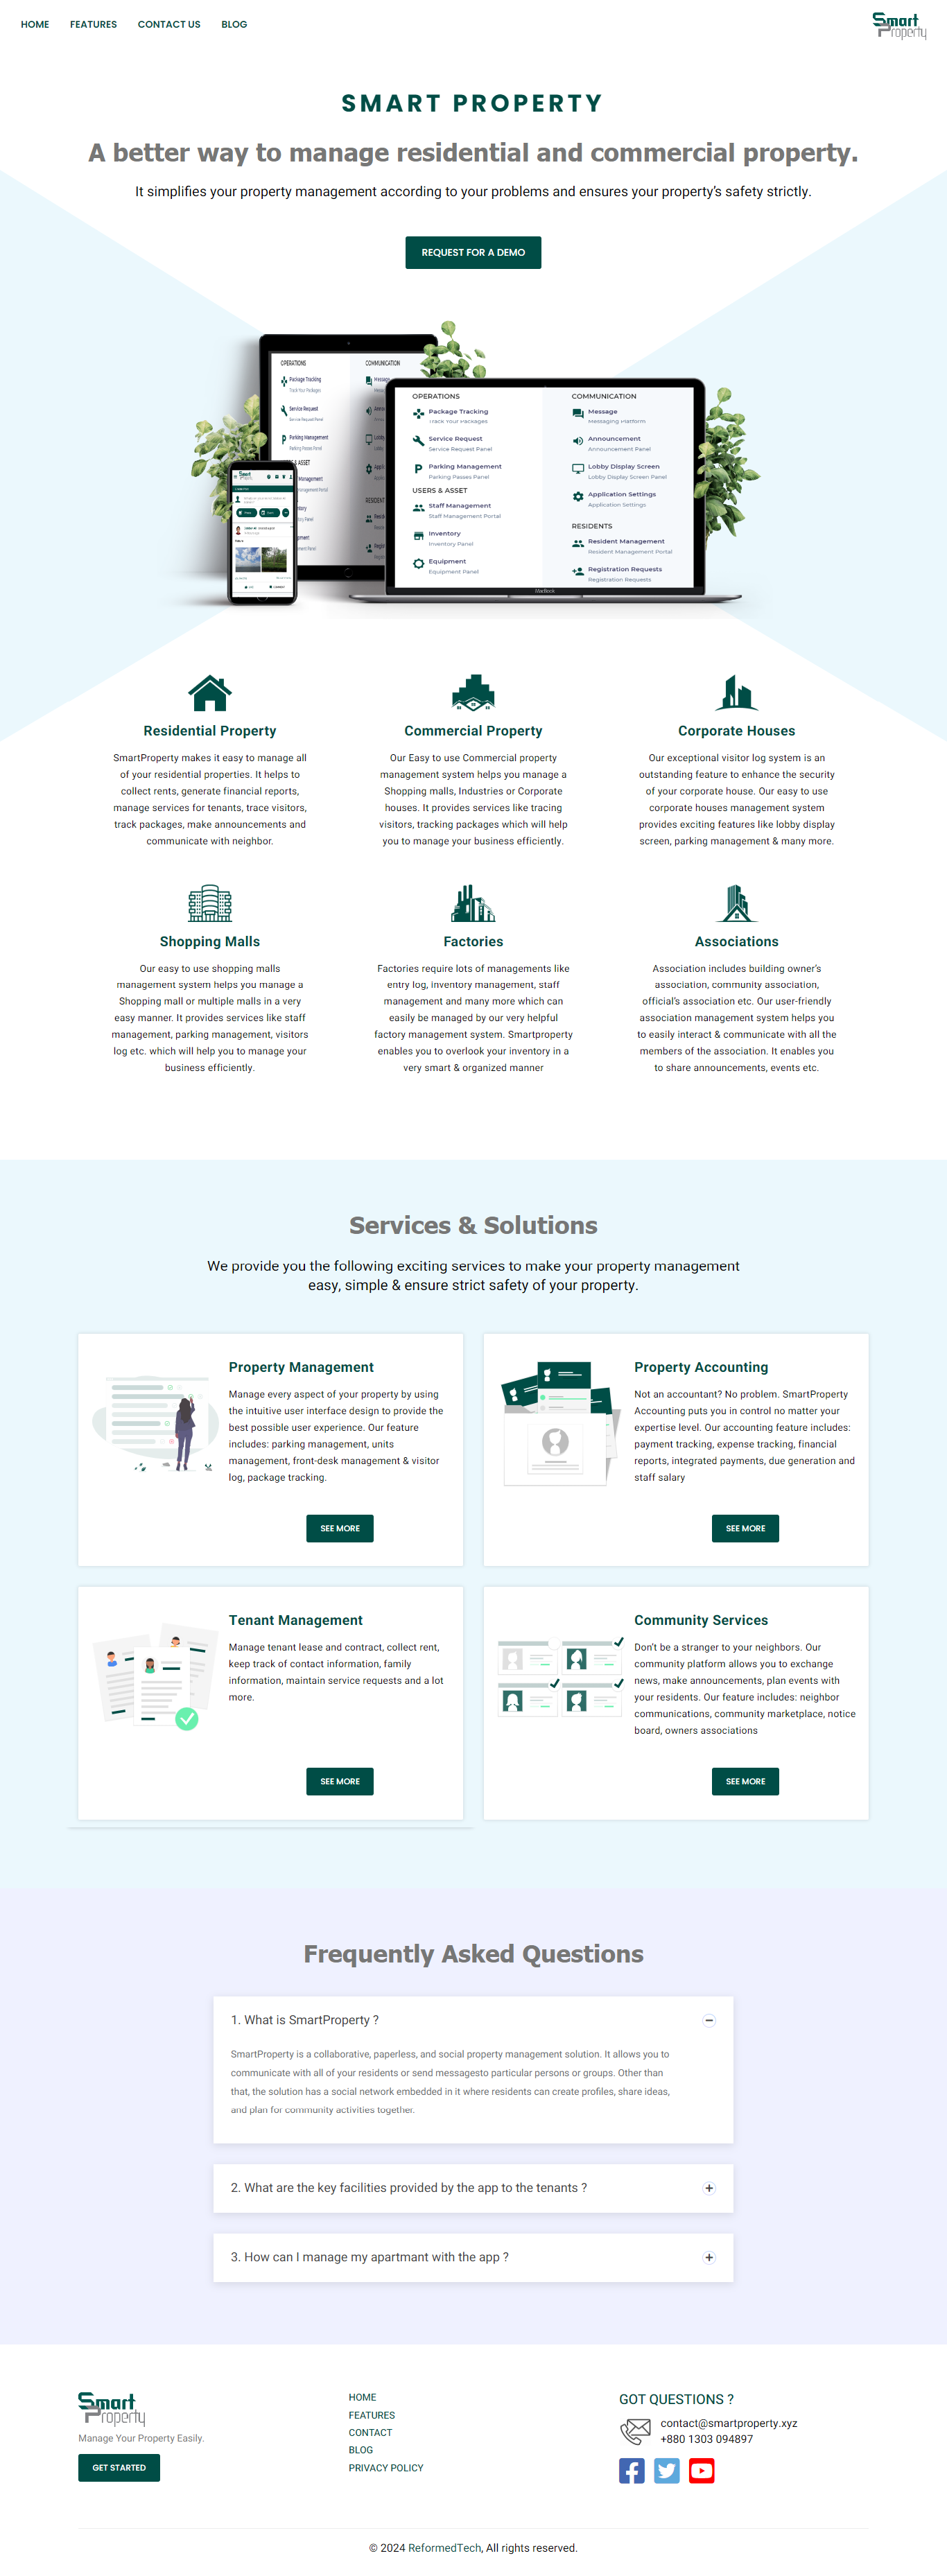 HOME FEATURES CONTACT US BLOG
Smart
Property
SMART PROPERTY
A better way to manage residential and commercial property.
It simplifies your property management according to your problems and ensures your property's safety strictly.
REQUEST FOR A DEMO
OPERATIONS COMMUNICATION
Package Tracking Message
Service Request
Parking Management
OPERATIONS
Package Tracking
Track Your Packages
Service Request
Service Request Panel
Parking Management
Parking Passes Panel
USERS & ASSET
Staff Management
Staff Management Portal
Inventory
Inventory Panel
Equipment
Equipment Panel
COMMUNICATION
Message
Messaging Platform
Announcement
Announcement Panel
Lobby Display Screen
Lobby Display Screen Panel
Application Settings
Application Settings
RESIDENTS
Resident Management
Resident Management Portal
Registration Requests
Registration Requests
MacBook
Residential Property
SmartProperty makes it easy to manage all
of your residential properties. It helps to
collect rents, generate financial reports,
manage services for tenants, trace visitors,
track packages, make announcements and
communicate with neighbor.
Commercial Property
Our Easy to use Commercial property
management system helps you manage a
Shopping malls, Industries or Corporate
houses. It provides services like tracing
visitors, tracking packages which will help
you to manage your business efficiently.
Corporate Houses
Our exceptional visitor log system is an
outstanding feature to enhance the security
of your corporate house. Our easy to use
corporate houses management system
provides exciting features like lobby display
screen, parking management & many more.
Shopping Malls
Our easy to use shopping malls
management system helps you manage a
Shopping mall or multiple malls in a very
easy manner. It provides services like staff
management, parking management, visitors
log etc. which will help you to manage your
business efficiently.
Factories
Factories require lots of managements like
entry log, inventory management, staff
management and many more which can
easily be managed by our very helpful
factory management system. Smartproperty
enables you to overlook your inventory in a
very smart & organized manner
Associations
Association includes building owner's
association, community association,
official's association etc. Our user-friendly
association management system helps you
to easily interact & communicate with all the
members of the association. It enables you
to share announcements, events etc.
Services & Solutions
We provide you the following exciting services to make your property management
easy, simple & ensure strict safety of your property.
Property Management
Manage every aspect of your property by using
the intuitive user interface design to provide the
best possible user experience. Our feature
includes: parking management, units
management, front-desk management & visitor
log, package tracking.
SEE MORE
Property Accounting
Not an accountant? No problem. SmartProperty
Accounting puts you in control no matter your
expertise level. Our accounting feature includes:
payment tracking, expense tracking, financial
reports, integrated payments, due generation and
staff salary
SEE MORE
Tenant Management
Manage tenant lease and contract, collect rent,
keep track of contact information, family
information, maintain service requests and a lot
more.
SEE MORE
Community Services
Don't be a stranger to your neighbors. Our
community platform allows you to exchange
news, make announcements, plan events with
your residents. Our feature includes: neighbor
communications, community marketplace, notice
board, owners associations
SEE MORE
Frequently Asked Questions
1. What is SmartProperty ?
SmartProperty is a collaborative, paperless, and social property management solution. It allows you to
communicate with all of your residents or send messagesto particular persons or groups. Other than
that, the solution has a social network embedded in it where residents can create profiles, share ideas,
and plan for community activities together.
2. What are the key facilities provided by the app to the tenants ?
3. How can I manage my apartmant with the app ?
Smart
Property
Manage Your Property Easily.
GET STARTED
HOME
FEATURES
CONTACT
BLOG
PRIVACY POLICY
GOT QUESTIONS ?
contact@smartproperty.xyz
+880 1303 094897
© 2024 ReformedTech, All rights reserved.